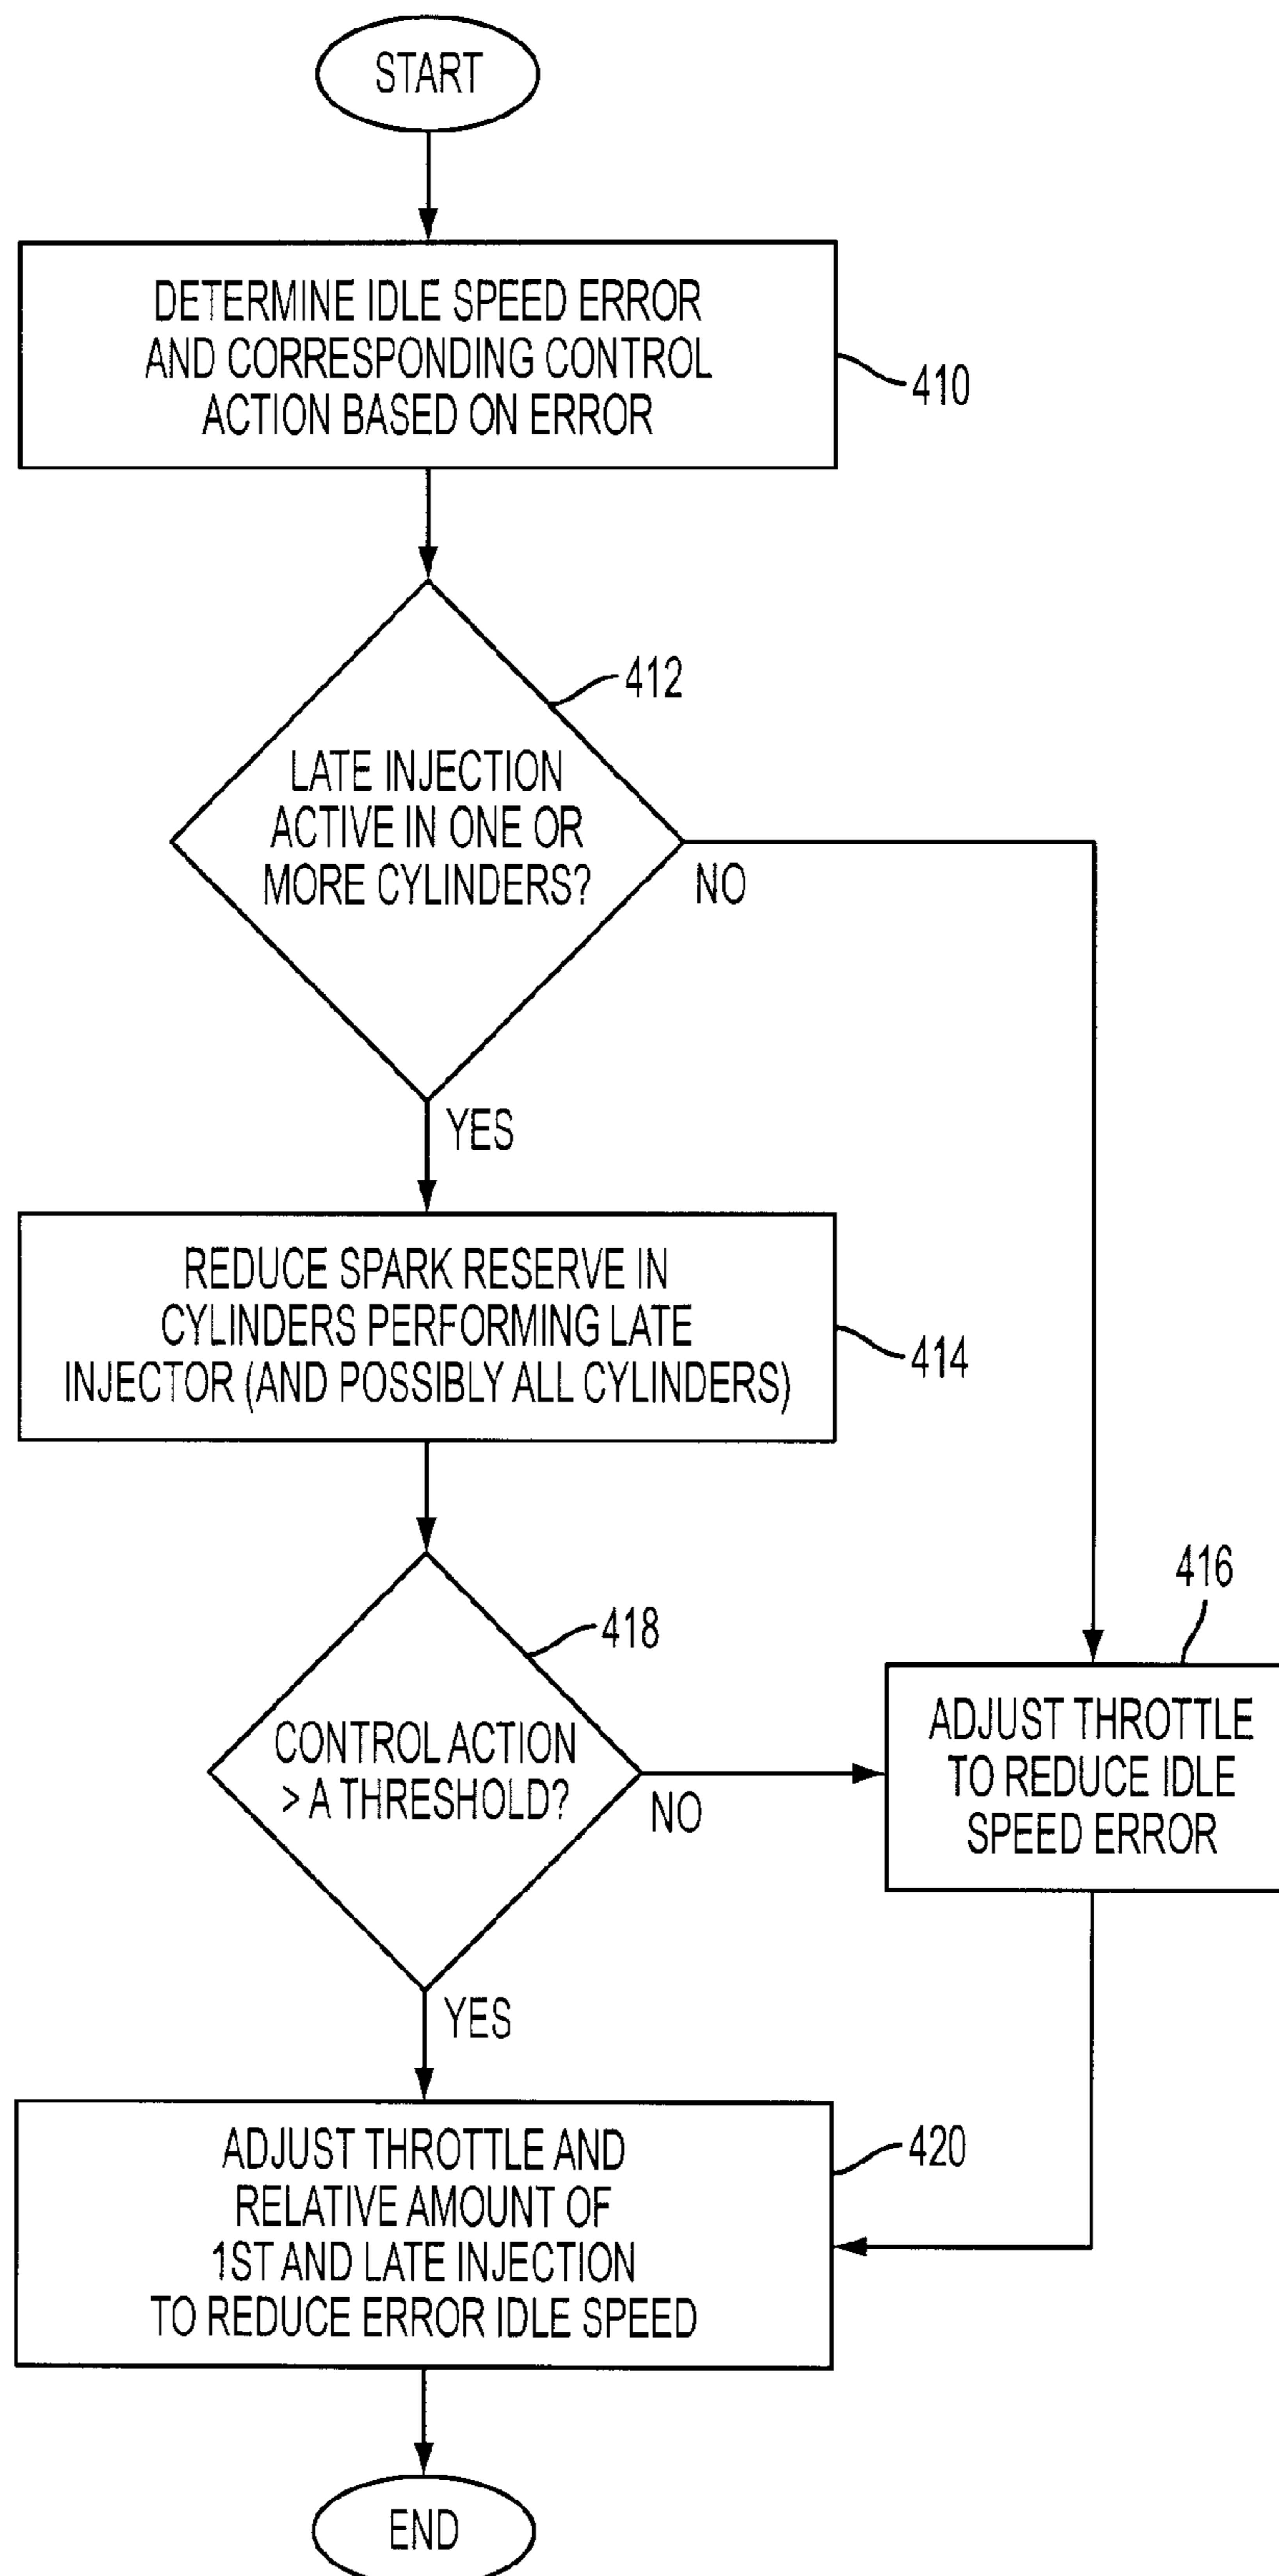 START
DETERMINE IDLE SPEED ERROR
AND CORRESPONDING CONTROL
ACTION BASED ON ERROR
410
412
LATE INJECTION
ACTIVE IN ONE OR
MORE CYLINDERS?
NO
YES
REDUCE SPARK RESERVE IN
CYLINDERS PERFORMING LATE
INJECTOR (AND POSSIBLY ALL CYLINDERS)
414
418
CONTROL ACTION
> A THRESHOLD?
NO
YES
416
ADJUST THROTTLE
TO REDUCE IDLE
SPEED ERROR
ADJUST THROTTLE AND
RELATIVE AMOUNT OF
1ST AND LATE INJECTION
TO REDUCE ERROR IDLE SPEED
420
END